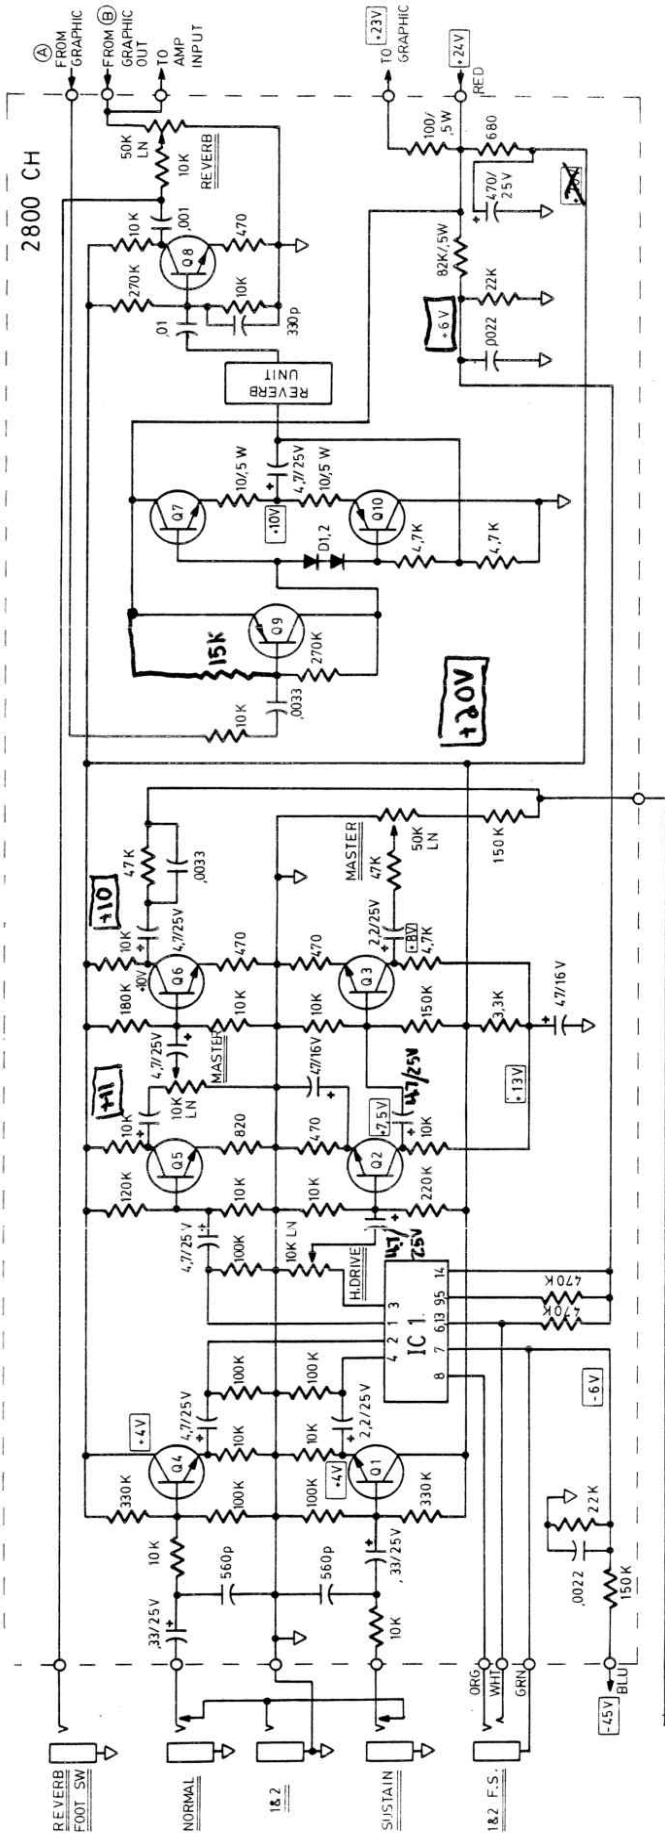 2800 CH
REVERB
FOOT SW
NORMAL
1&2
SUSTAIN
1&2 F.S.
A FROM
GRAPHIC
FROM B
GRAPHIC
OUT
TO
AMP
INPUT
TO
GRAPHIC
+23V
+24V
RED
50K
LN
10K
REVERB
10K
,001
Q8
470
270K
,01
10K
330p
REVERB
UNIT
100/
,5W
680
470/
25V
82K/,5W
22K
+6V
,0022
Q7
10/,5 W
+10V
4,7/25V
10/,5 W
Q10
D1,2
4,7K
4,7K
Q9
15K
270K
,0033
10K
+20V
47K
,0033
+10
10K
4,7/25V
+10V
Q6
470
180K
10K
4,7/25V
MASTER
MASTER
50K
LN
47K
150K
2,2/25V
+8V
4,7K
470
Q3
10K
150K
3,3K
47/16 V
+11
10K
10K
LN
Q5
820
47/16V
470
Q2
+7,5V
4.7/25V
10K
+13V
120K
10K
10K
220K
4,7/25 V
100K
10K LN
H.DRIVE
4.7/
25V
IC 1
1
2
3
4
8
7
6,13
9,5
14
470K
470K
+4V
Q4
4,7/25V
10K
100K
100K
10K
2,2/25V
+4V
Q1
330K
100K
100K
330K
10K
560p
560p
,33/25V
,33/25V
10K
ORG
WHT
GRN
-6V
22K
,0022
150K
BLU
-45V